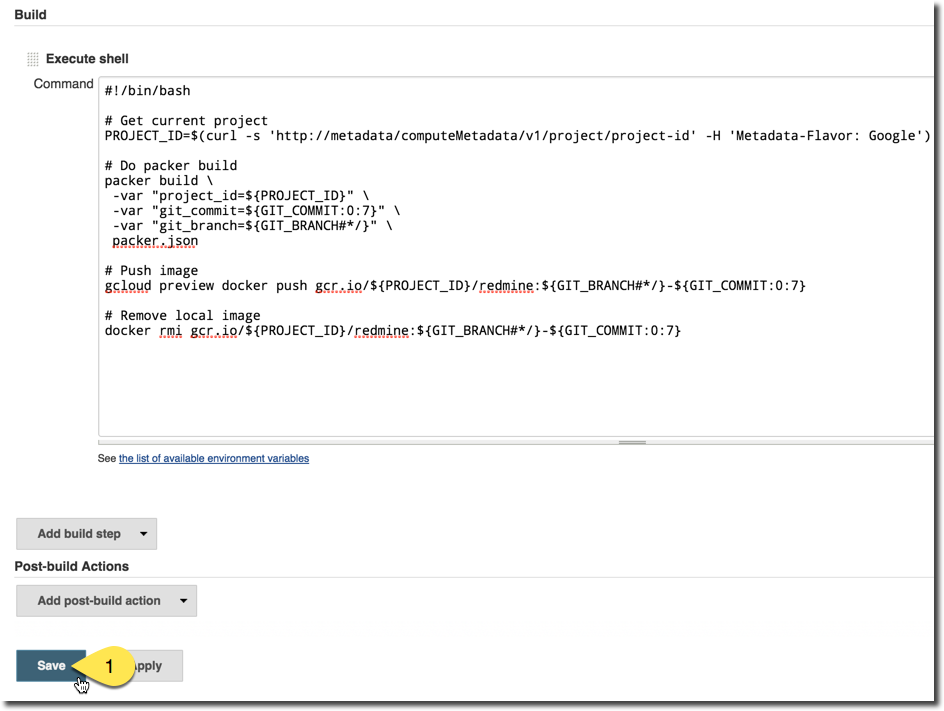 Build
Execute shell
Command
#!/bin/bash
# Get current project
PROJECT_ID=$(curl -s 'http://metadata/computeMetadata/v1/project/project-id' -H 'Metadata-Flavor: Google')
# Do packer build
packer build \
-var "project_id=${PROJECT_ID}" \
-var "git_commit=${GIT_COMMIT:0:7}" \
-var "git_branch=${GIT_BRANCH#*/}" \
packer.json
# Push image
gcloud preview docker push gcr.io/${PROJECT_ID}/redmine:${GIT_BRANCH#*/}-${GIT_COMMIT:0:7}
# Remove local image
docker rmi gcr.io/${PROJECT_ID}/redmine:${GIT_BRANCH#*/}-${GIT_COMMIT:0:7}
See the list of available environment variables
Add build step
Post-build Actions
Add post-build action
Save 1 pply